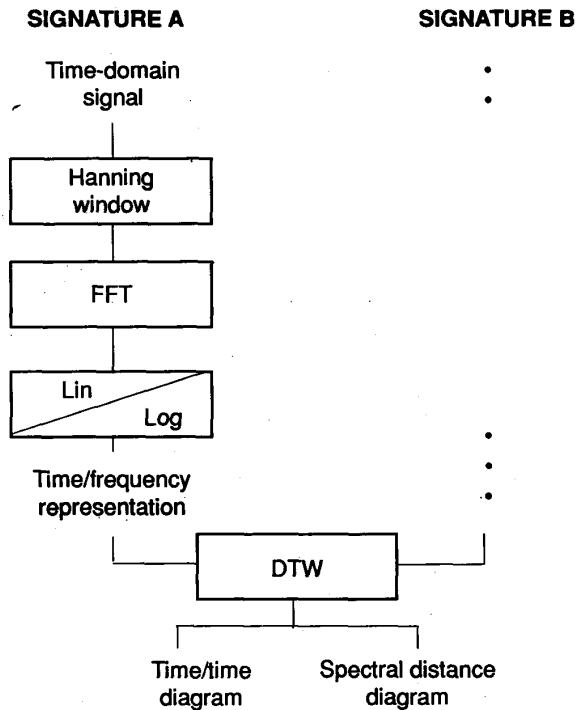 SIGNATURE A
SIGNATURE B
Time-domain
signal
Hanning
window
FFT
Lin
Log
Time/frequency
representation
DTW
Time/time
diagram
Spectral distance
diagram